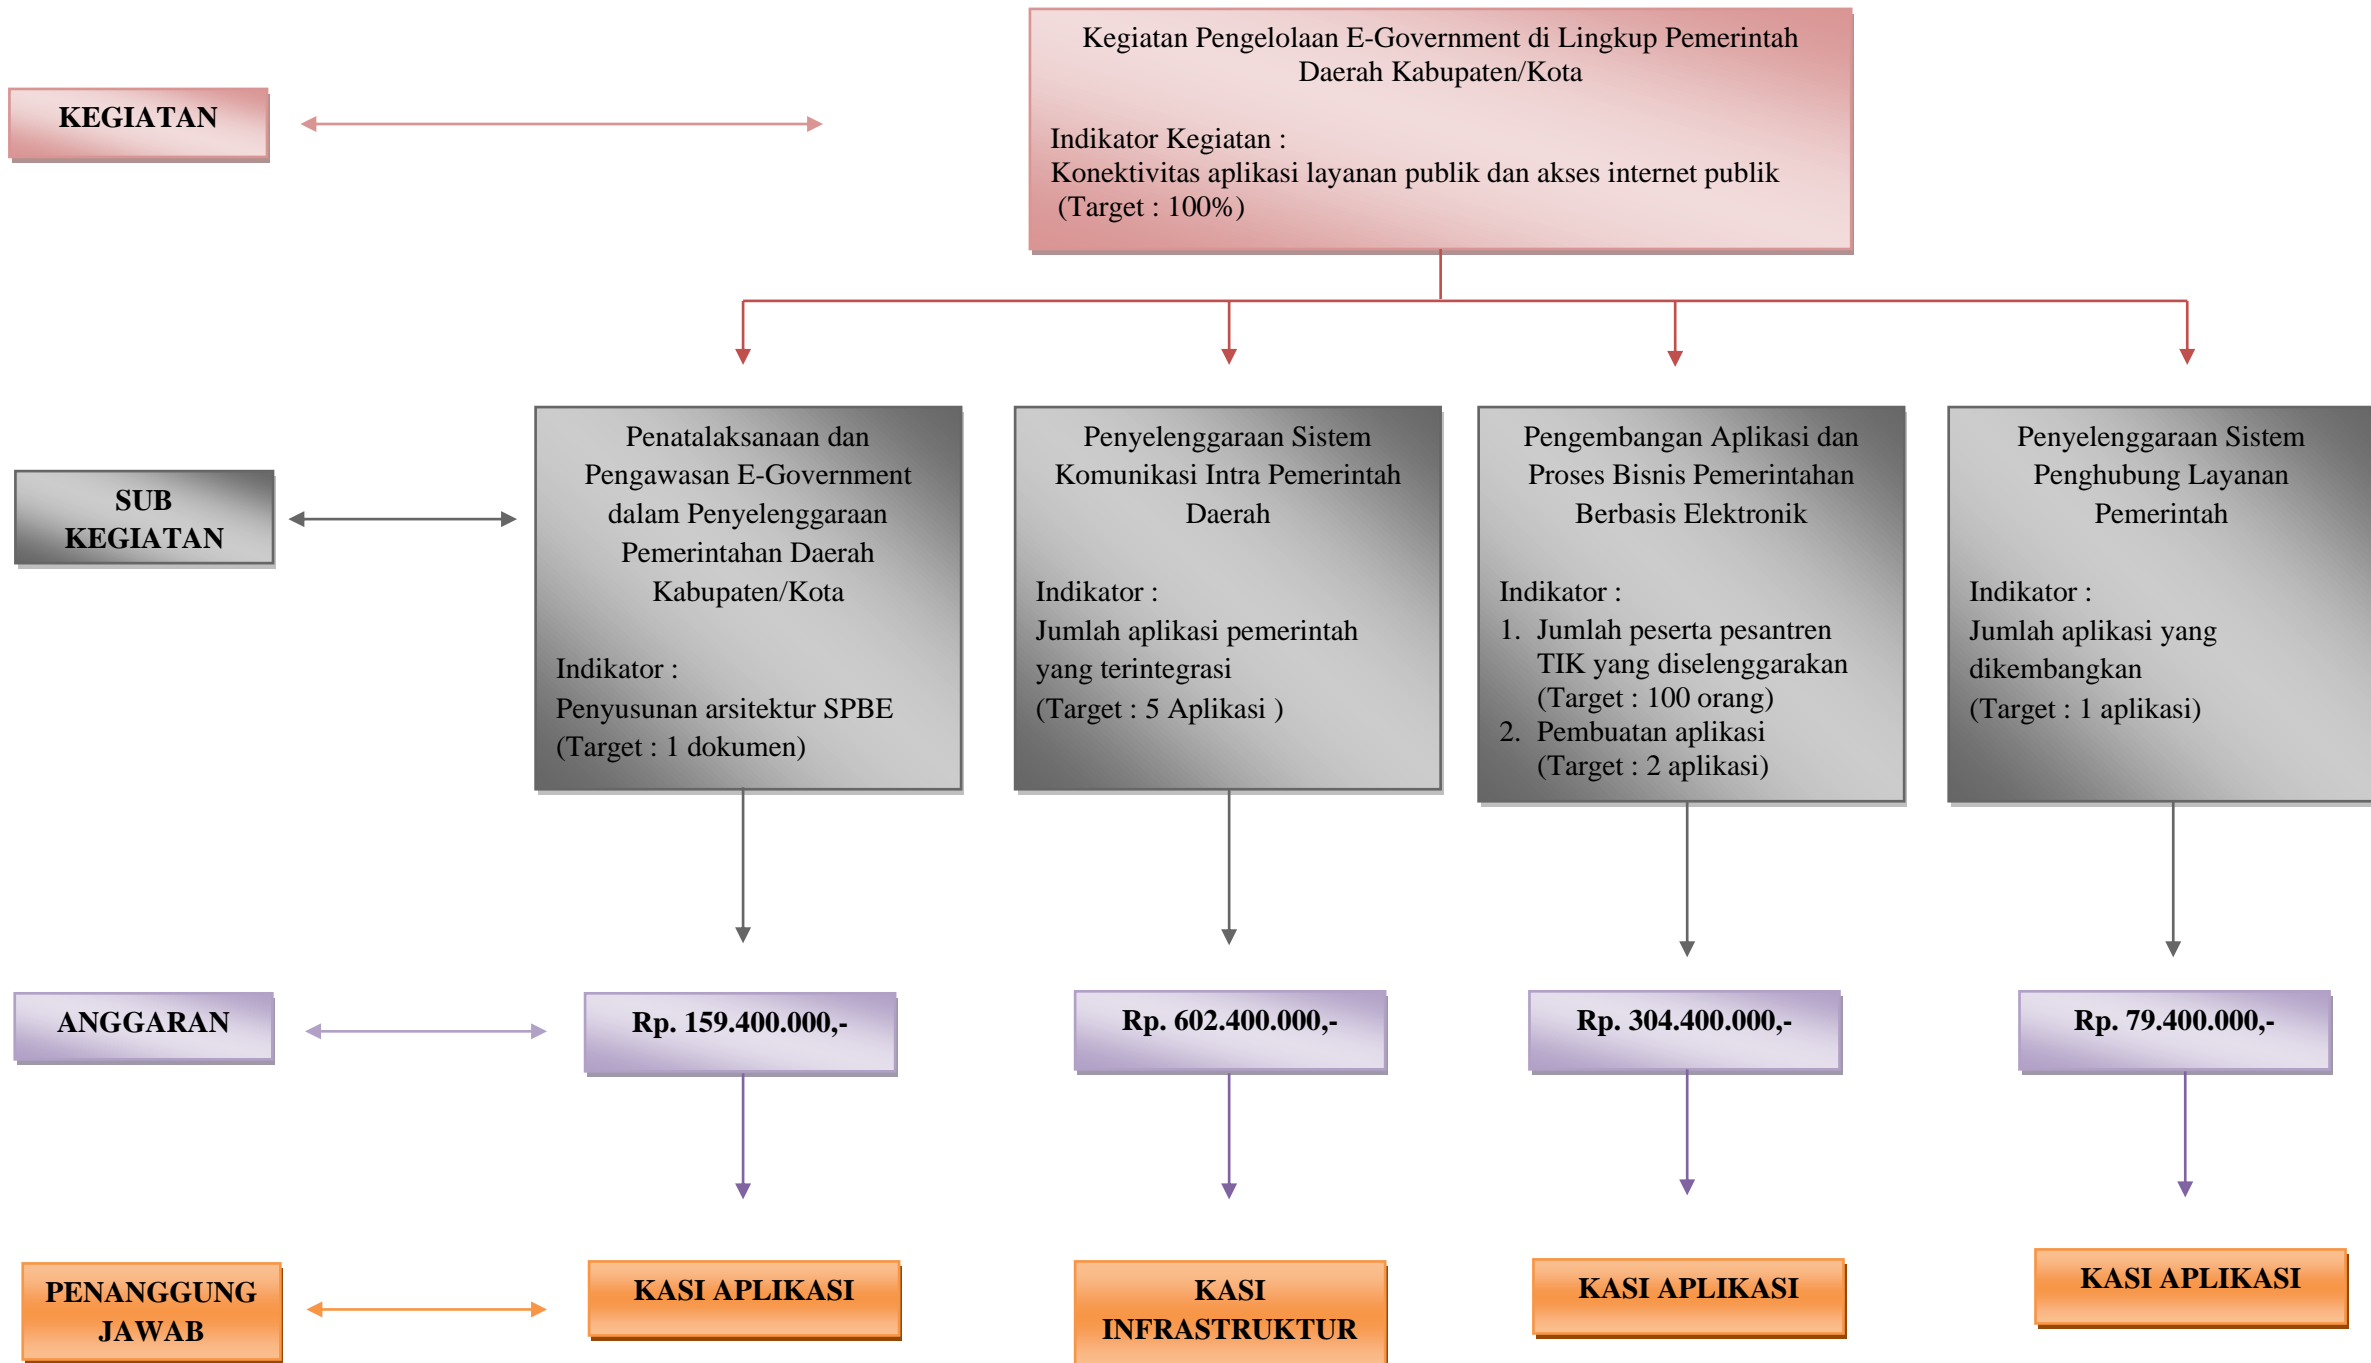 Kegiatan Pengelolaan E-Government di Lingkup Pemerintah
Daerah Kabupaten/Kota
Indikator Kegiatan :
Konektivitas aplikasi layanan publik dan akses internet publik
(Target : 100%)
KEGIATAN
SUB
KEGIATAN
Penatalaksanaan dan
Pengawasan E-Government
dalam Penyelenggaraan
Pemerintahan Daerah
Kabupaten/Kota
Indikator :
Penyusunan arsitektur SPBE
(Target : 1 dokumen)
Penyelenggaraan Sistem
Komunikasi Intra Pemerintah
Daerah
Indikator :
Jumlah aplikasi pemerintah
yang terintegrasi
(Target : 5 Aplikasi )
Pengembangan Aplikasi dan
Proses Bisnis Pemerintahan
Berbasis Elektronik
Indikator :
1. Jumlah peserta pesantren
TIK yang diselenggarakan
(Target : 100 orang)
2. Pembuatan aplikasi
(Target : 2 aplikasi)
Penyelenggaraan Sistem
Penghubung Layanan
Pemerintah
Indikator :
Jumlah aplikasi yang
dikembangkan
(Target : 1 aplikasi)
ANGGARAN
Rp. 159.400.000,-
Rp. 602.400.000,-
Rp. 304.400.000,-
Rp. 79.400.000,-
PENANGGUNG
JAWAB
KASI APLIKASI
KASI
INFRASTRUKTUR
KASI APLIKASI
KASI APLIKASI